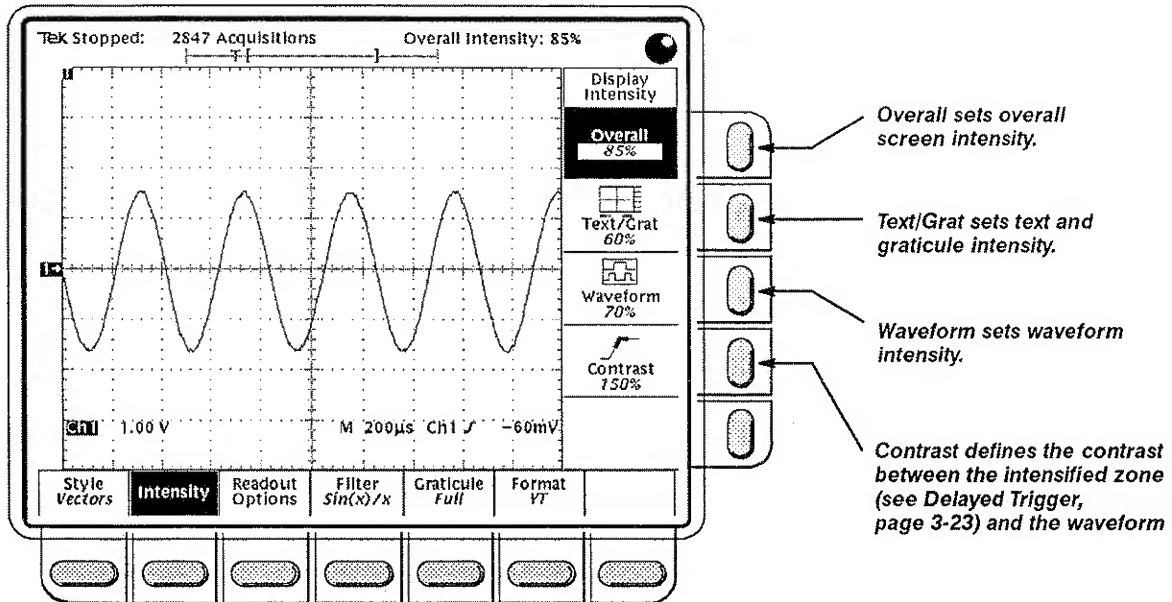 Tek Stopped: 2847 Acquisitions Overall Intensity: 85%
T [ ]
Display
Intensity
Overall
85%
Text/Grat
60%
Waveform
70%
Contrast
150%
1
Ch1 1.00 V M 200µs Ch1 -60mV
Style
Vectors
Intensity
Readout
Options
Filter
Sin(x)/x
Graticule
Full
Format
YT
Overall sets overall
screen intensity.
Text/Grat sets text and
graticule intensity.
Waveform sets waveform
intensity.
Contrast defines the contrast
between the intensified zone
(see Delayed Trigger,
page 3-23) and the waveform